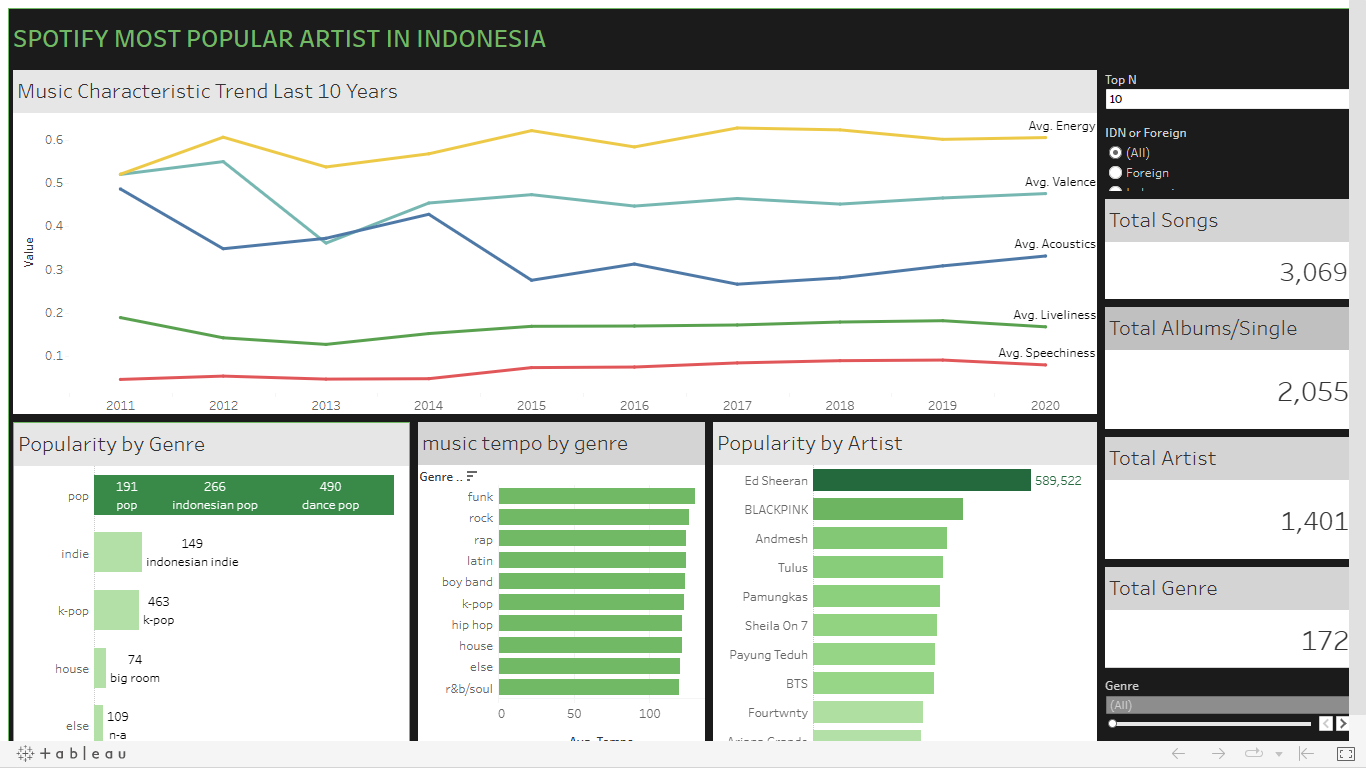 SPOTIFY MOST POPULAR ARTIST IN INDONESIA
Music Characteristic Trend Last 10 Years
Value
0.6
0.5
0.4
0.3
0.2
0.1
Avg. Energy
Avg. Valence
Avg. Acoustics
Avg. Liveliness
Avg. Speechiness
2011 2012 2013 2014 2015 2016 2017 2018 2019 2020
Top N
10
IDN or Foreign
(All)
Foreign
Total Songs
3,069
Total Albums/Single
2,055
Total Artist
1,401
Total Genre
172
Genre
(All)
Popularity by Genre
pop
191 266 490
pop indonesian pop dance pop
indie
149
indonesian indie
k-pop
463
k-pop
house
74
big room
else
109
n-a
music tempo by genre
Genre ..
funk
rock
rap
latin
boy band
k-pop
hip hop
house
else
r&b/soul
0 50 100
Avg. Tempo
Popularity by Artist
Ed Sheeran 589,522
BLACKPINK
Andmesh
Tulus
Pamungkas
Sheila On 7
Payung Teduh
BTS
Fourtwnty
Ariana Grande
+ a b | e a u